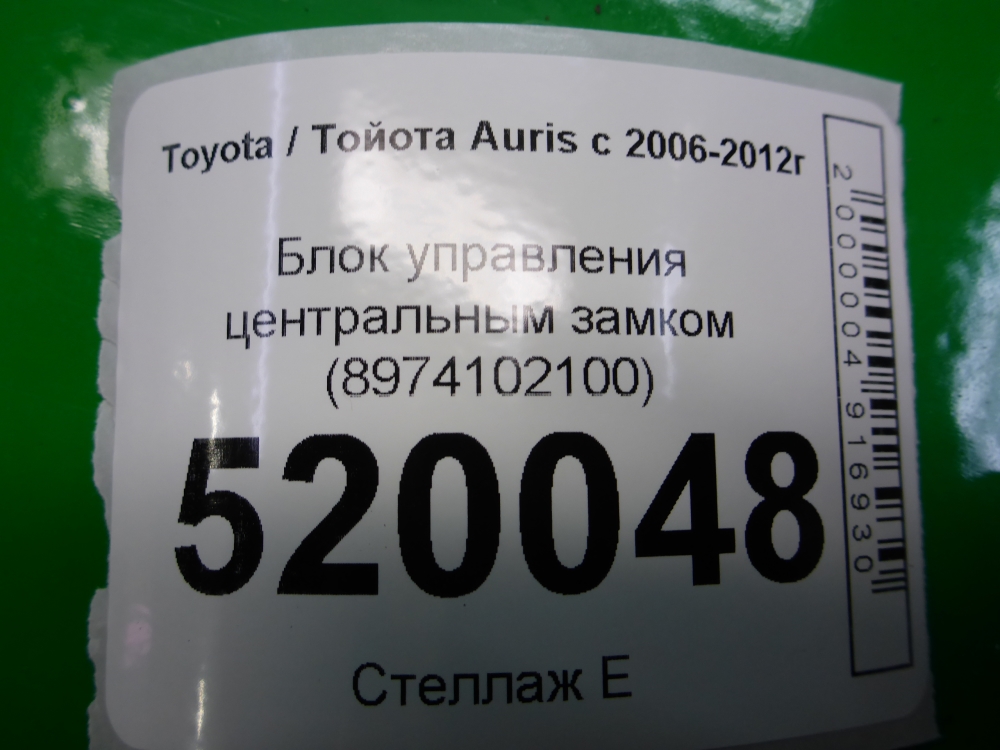 Toyota / Тойота Auris с 2006-2012г
Блок управления
центральным замком
(8974102100)
520048
Стеллаж Е
2000004916930